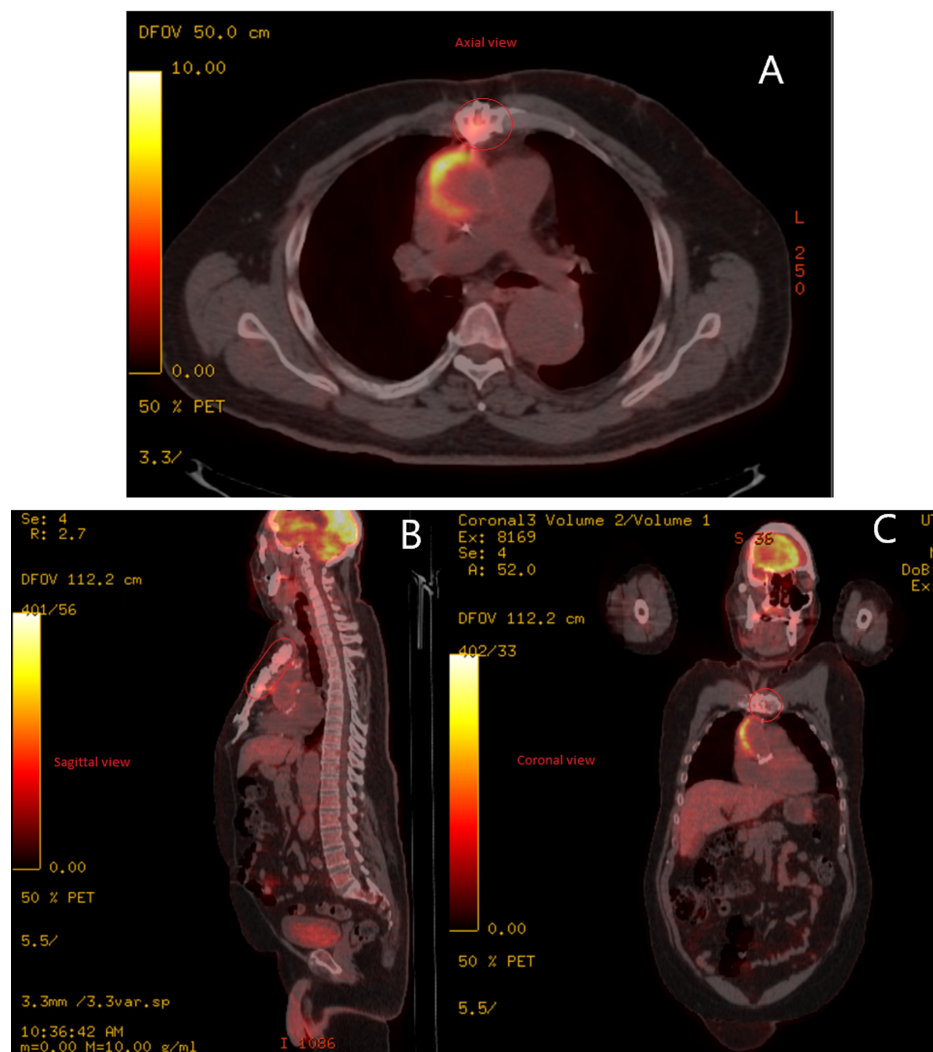 DFOV 50.0 cm
Axial view
A
10.00
L
2
5
0
0.00
50 % PET
3.3/
Se: 4
R: 2.7
B
DFOV 112.2 cm
401/56
Sagittal view
0.00
50 % PET
5.5/
3.3mm /3.3var.sp
10:36:42 AM
m=0.00 M=10.00 g/ml
I 1086
Coronal3 Volume 2/Volume 1
Ex: 8169
Se: 4
A: 52.0
S 36
C
DoB
Ex:
DFOV 112.2 cm
402/33
Coronal view
0.00
50 % PET
5.5/